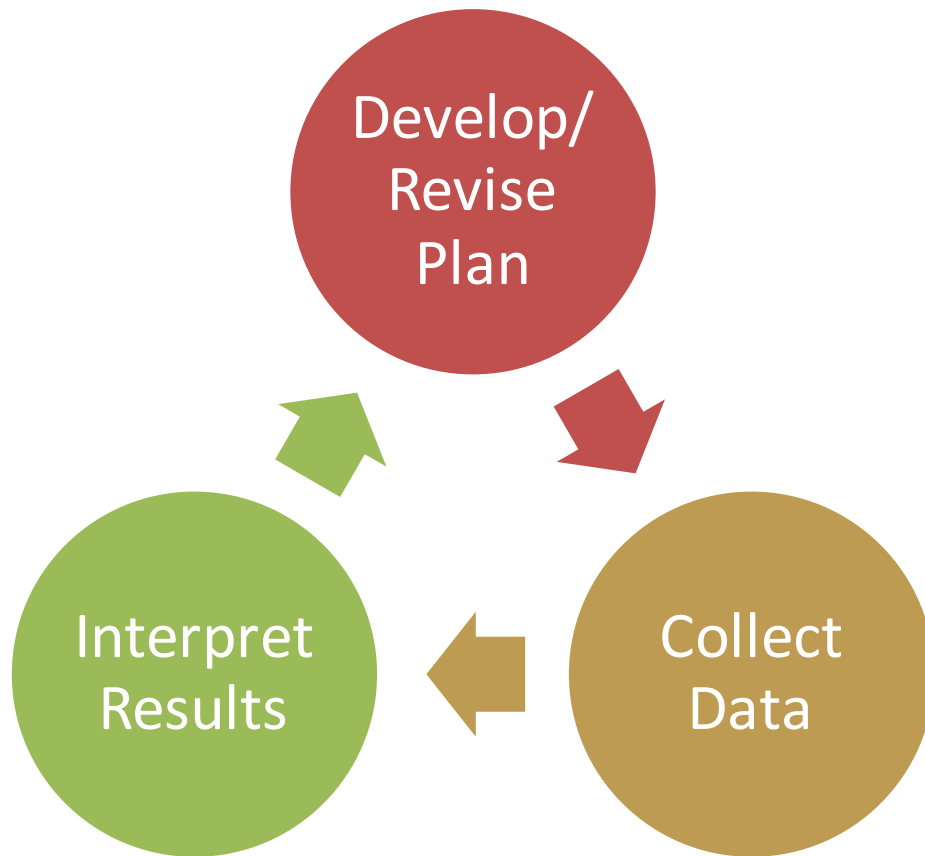 Develop/
Revise
Plan
Collect
Data
Interpret
Results